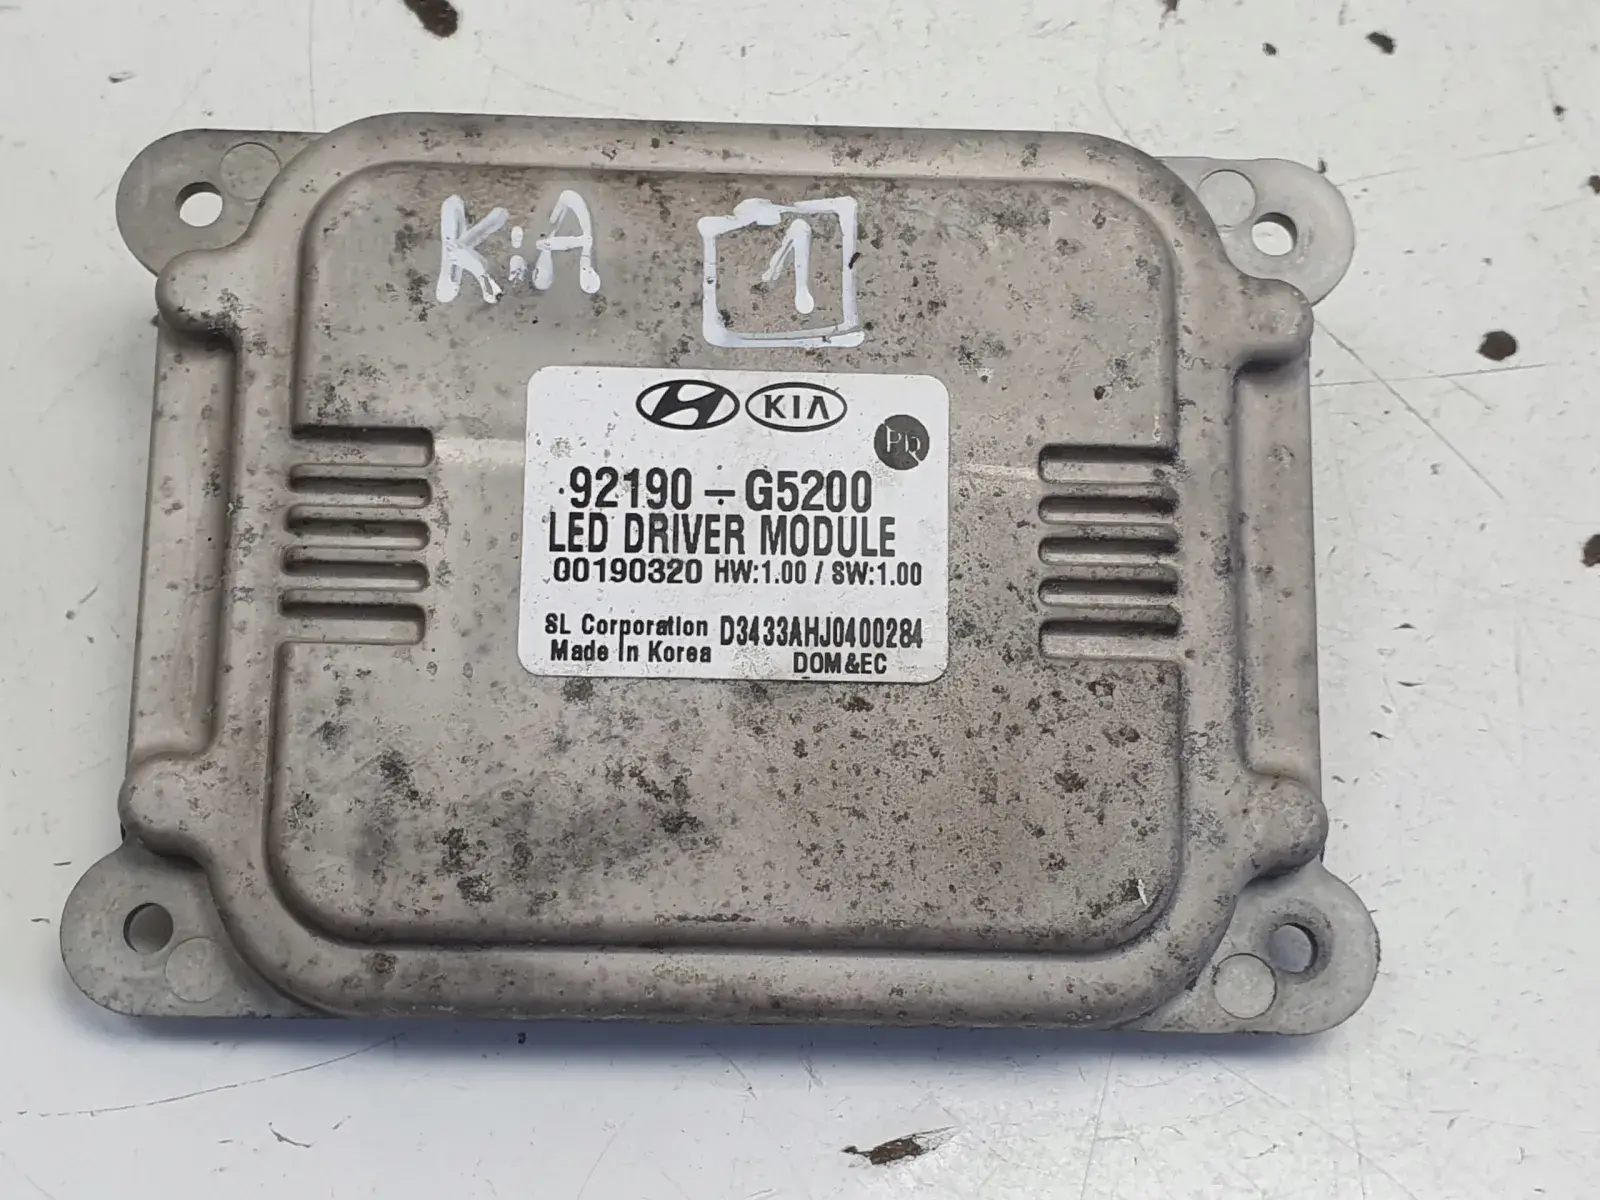 KiA 1
KIA
Pb
92190-G5200
LED DRIVER MODULE
00190320 HW:1.00 / SW:1.00
SL Corporation D3433AHJ0400284
Made In Korea DOM&EC